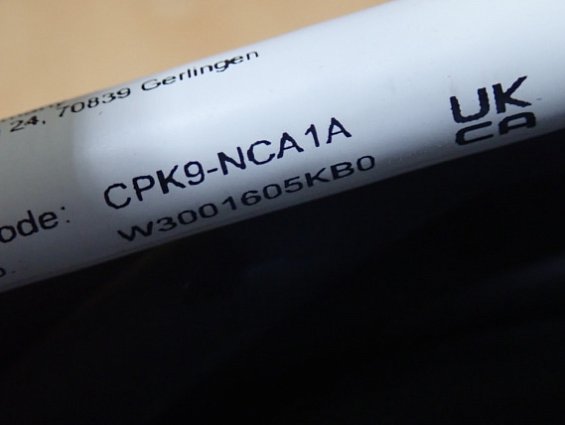 24, 70839 Gerlingen
ode: CPK9-NCA1A
W3001605KB0
UK
CA